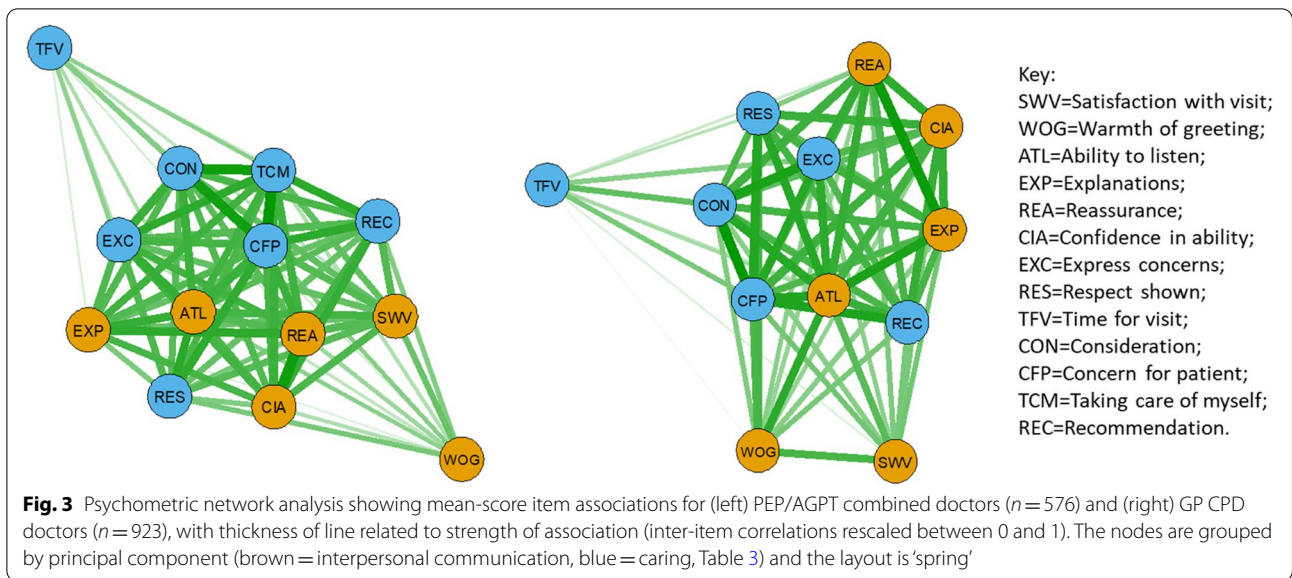 TFV
CON
TCM
EXC
CFP
REC
EXP
ATL
REA
SWV
RES
CIA
WOG
REA
RES
CIA
EXC
TFV
CON
EXP
CFP
ATL
REC
WOG
SWV
Key:
SWV=Satisfaction with visit;
WOG=Warmth of greeting;
ATL=Ability to listen;
EXP=Explanations;
REA=Reassurance;
CIA=Confidence in ability;
EXC=Express concerns;
RES=Respect shown;
TFV=Time for visit;
CON=Consideration;
CFP=Concern for patient;
TCM=Taking care of myself;
REC=Recommendation.
Fig. 3 Psychometric network analysis showing mean-score item associations for (left) PEP/AGPT combined doctors (n = 576) and (right) GP CPD
doctors (n = 923), with thickness of line related to strength of association (inter-item correlations rescaled between 0 and 1). The nodes are grouped
by principal component (brown = interpersonal communication, blue = caring, Table 3) and the layout is ‘spring’